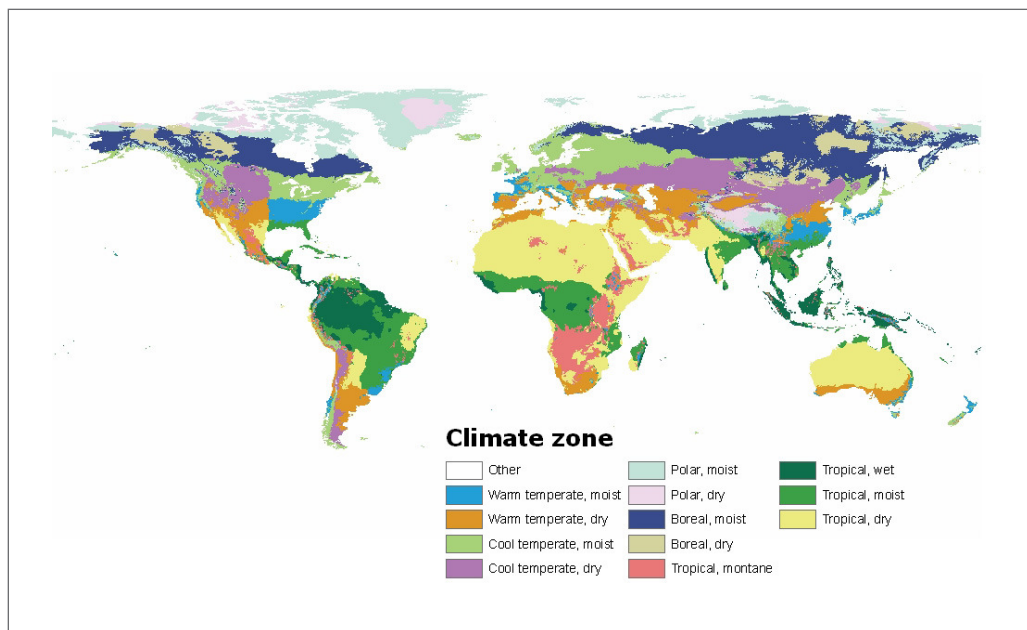 Climate zone
Other
Warm temperate, moist
Warm temperate, dry
Cool temperate, moist
Cool temperate, dry
Polar, moist
Polar, dry
Boreal, moist
Boreal, dry
Tropical, montane
Tropical, wet
Tropical, moist
Tropical, dry